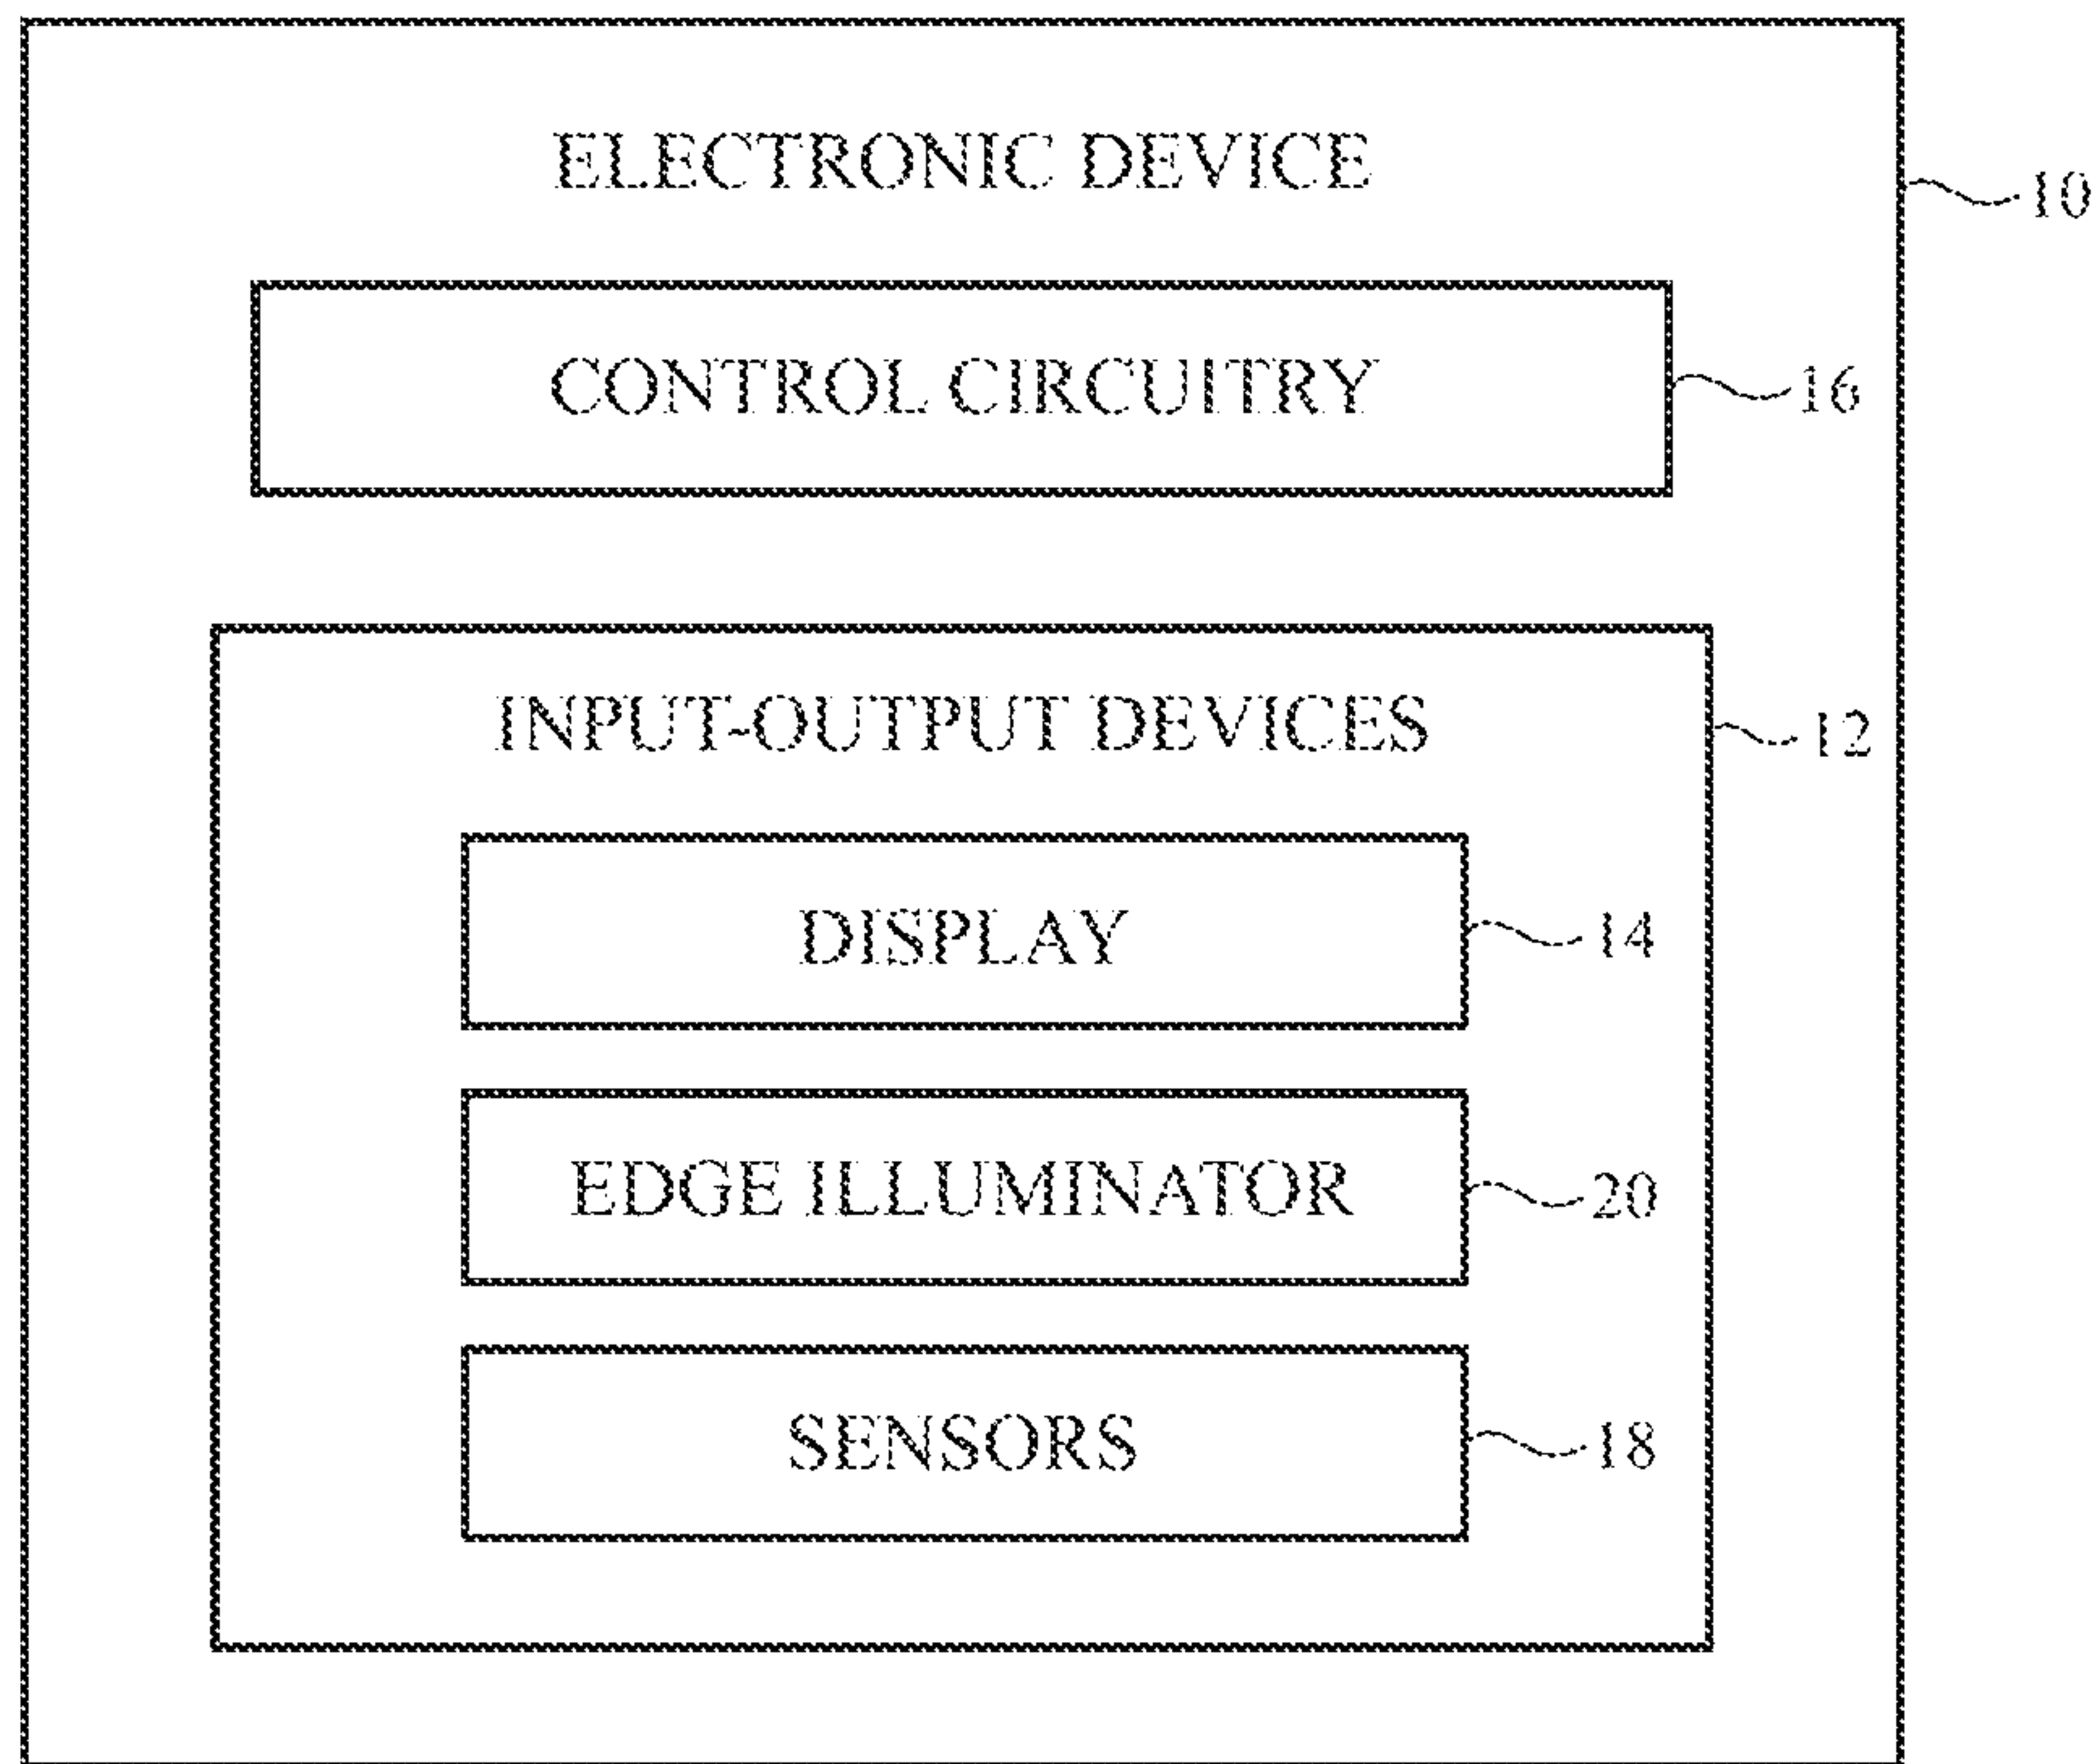 ELECTRONIC DEVICE
10
CONTROL CIRCUITRY
16
INPUT-OUTPUT DEVICES
12
DISPLAY
14
EDGE ILLUMINATOR
20
SENSORS
18